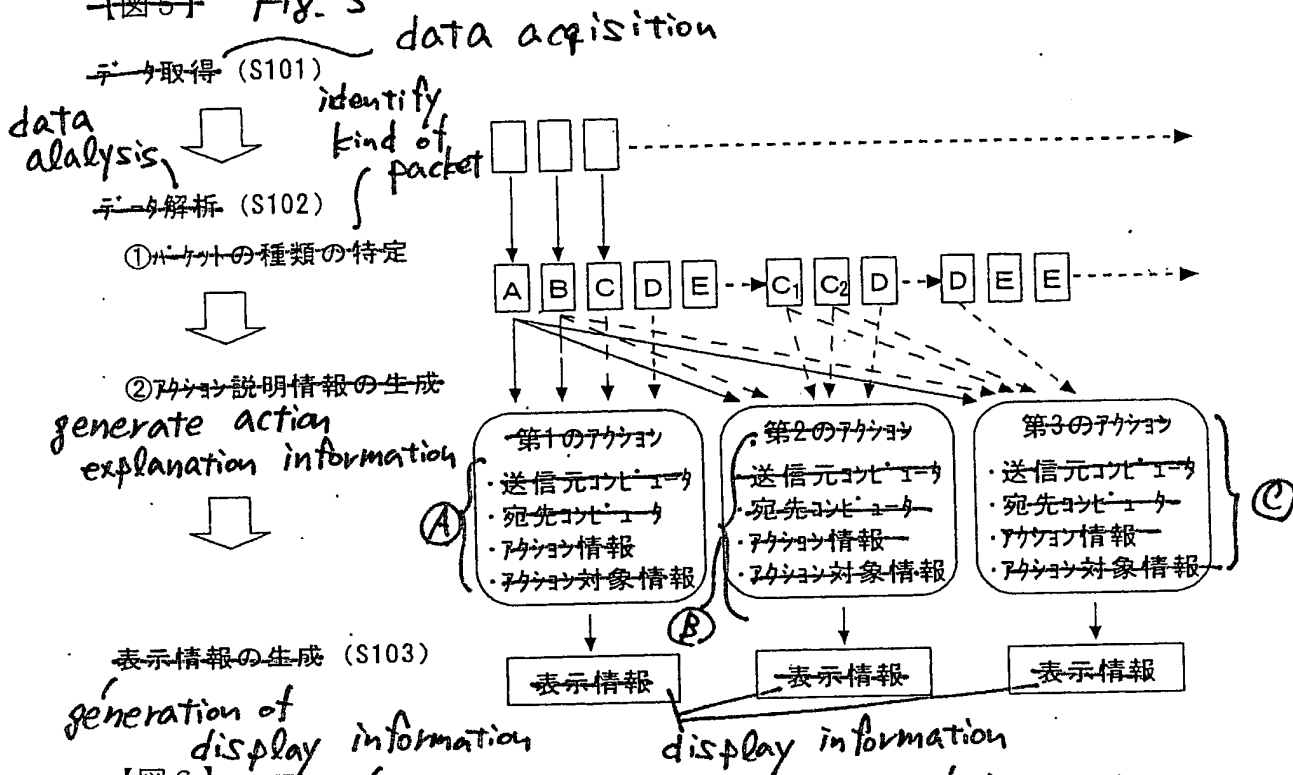 【図5】 Fig. 5
data acqisition
データ取得 (S101)
identify
kind of
packet
data
alalysis
データ解析 (S102)
①パケットの種類の特定
A B C D E C1 C2 D D E E
②アクション説明情報の生成
generate action
explanation information
第1のアクション
・送信元コンピュータ
・宛先コンピュータ
・アクション情報
・アクション対象情報
Ⓐ
第2のアクション
・送信元コンピュータ
・宛先コンピューター
・アクション情報
・アクション対象情報
Ⓑ
第3のアクション
・送信元コンピュータ
・宛先コンピューター
・アクション情報
・アクション対象情報
Ⓒ
表示情報の生成 (S103)
表示情報 表示情報 表示情報
generation of
display information
display information